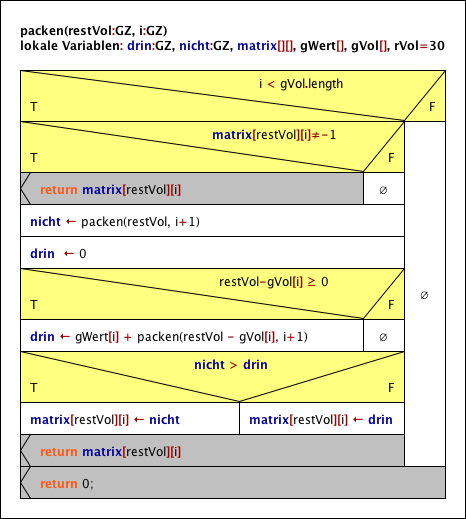 packen(restVol:GZ, i:GZ)
lokale Variablen: drin:GZ, nicht:GZ, matrix[][], gWert[], gVol[], rVol=30
i < gVol.length
T F
matrix[restVol][i]≠-1
T F
return matrix[restVol][i] ∅
nicht ← packen(restVol, i+1)
drin ← 0
restVol-gVol[i] ≥ 0
∅
T F
drin ← gWert[i] + packen(restVol - gVol[i], i+1) ∅
nicht > drin
T F
matrix[restVol][i] ← nicht matrix[restVol][i] ← drin
return matrix[restVol][i]
return 0;